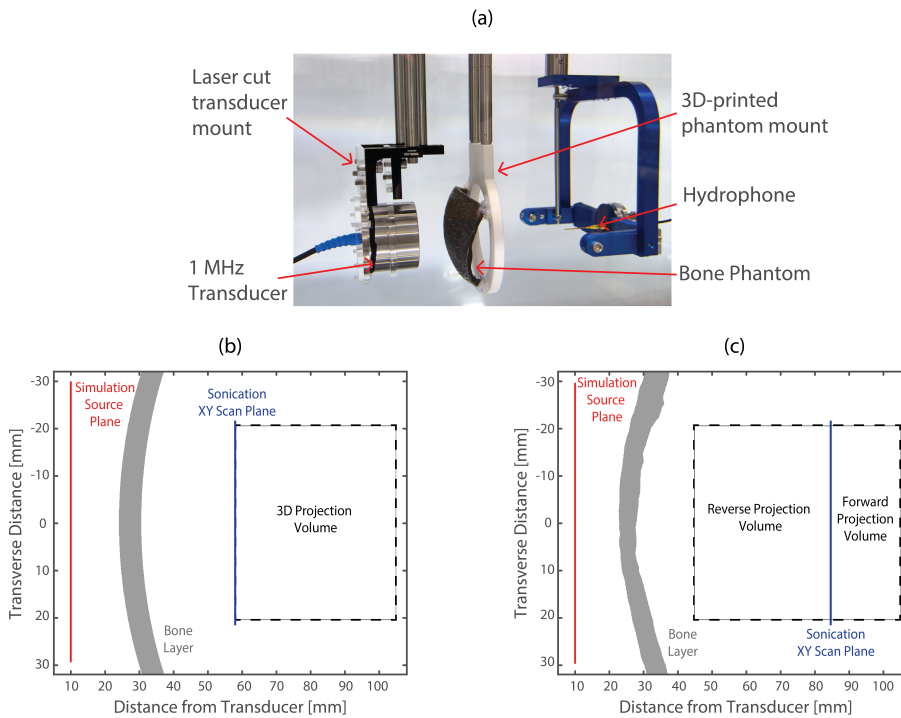 (a)
Laser cut
transducer
mount
3D-printed
phantom mount
Hydrophone
1 MHz
Transducer
Bone Phantom
(b)
-30
-20
-10
0
10
20
30
Transverse Distance [mm]
Simulation
Source
Plane
Sonication
XY Scan Plane
3D Projection
Volume
Bone
Layer
10 20 30 40 50 60 70 80 90 100
Distance from Transducer [mm]
(c)
-30
-20
-10
0
10
20
30
Transverse Distance [mm]
Simulation
Source
Plane
Reverse Projection
Volume
Forward
Projection
Volume
Bone
Layer
Sonication
XY Scan Plane
10 20 30 40 50 60 70 80 90 100
Distance from Transducer [mm]